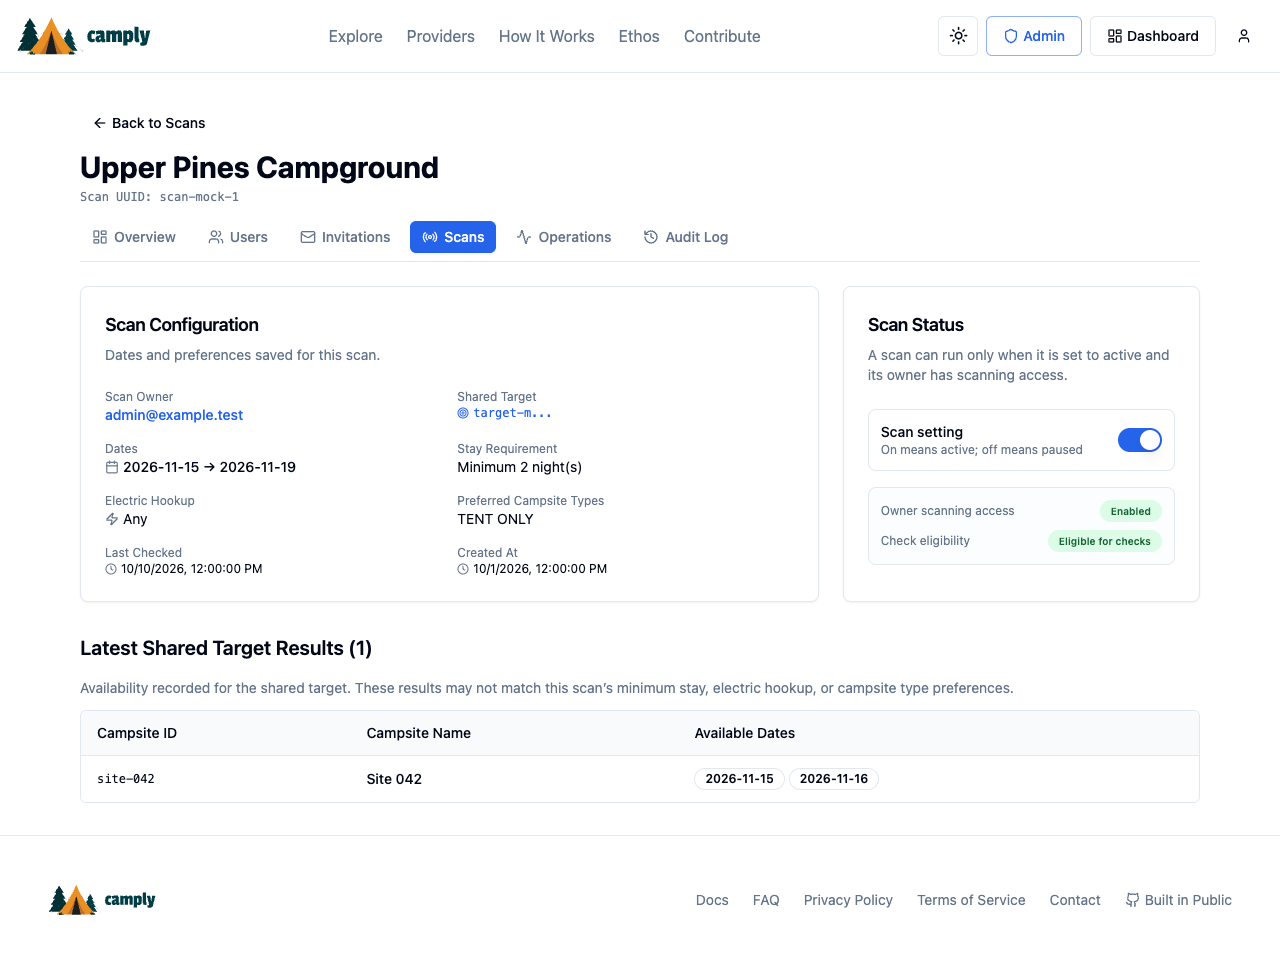 camply
Explore
Providers
How It Works
Ethos
Contribute
Admin
Dashboard
Back to Scans
Upper Pines Campground
Scan UUID: scan-mock-1
Overview
Users
Invitations
Scans
Operations
Audit Log
Scan Configuration
Dates and preferences saved for this scan.
Scan Owner
admin@example.test
Shared Target
target-m...
Dates
2026-11-15 → 2026-11-19
Stay Requirement
Minimum 2 night(s)
Electric Hookup
Any
Preferred Campsite Types
TENT ONLY
Last Checked
10/10/2026, 12:00:00 PM
Created At
10/1/2026, 12:00:00 PM
Scan Status
A scan can run only when it is set to active and
its owner has scanning access.
Scan setting
On means active; off means paused
Owner scanning access
Enabled
Check eligibility
Eligible for checks
Latest Shared Target Results (1)
Availability recorded for the shared target. These results may not match this scan’s minimum stay, electric hookup, or campsite type preferences.
Campsite ID
Campsite Name
Available Dates
site-042
Site 042
2026-11-15
2026-11-16
camply
Docs
FAQ
Privacy Policy
Terms of Service
Contact
Built in Public